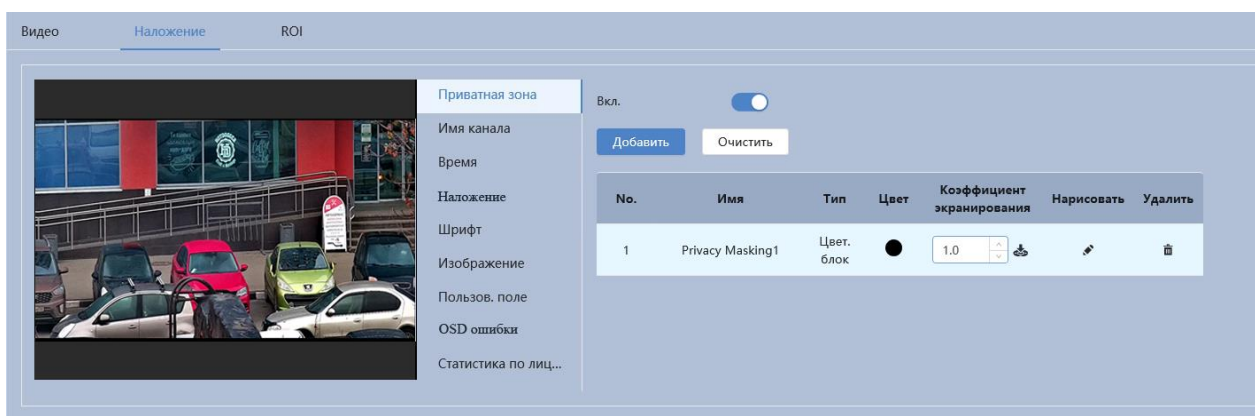 Видео Наложение ROI
Приватная зона
Имя канала
Время
Наложение
Шрифт
Изображение
Пользов. поле
OSD ошибки
Статистика по лиц...
Вкл.
Добавить Очистить
No. Имя Тип Цвет Коэффициент экранирования Нарисовать Удалить
1 Privacy Masking1 Цвет. блок 1.0